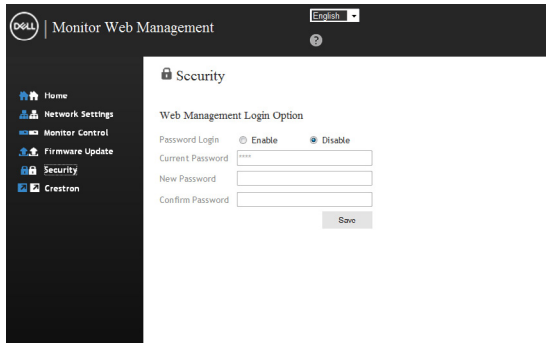 DELL | Monitor Web Management
English
?
Home
Network Settings
Monitor Control
Firmware Update
Security
Crestron
Security
Web Management Login Option
Password Login Enable Disable
Current Password ****
New Password
Confirm Password
Save